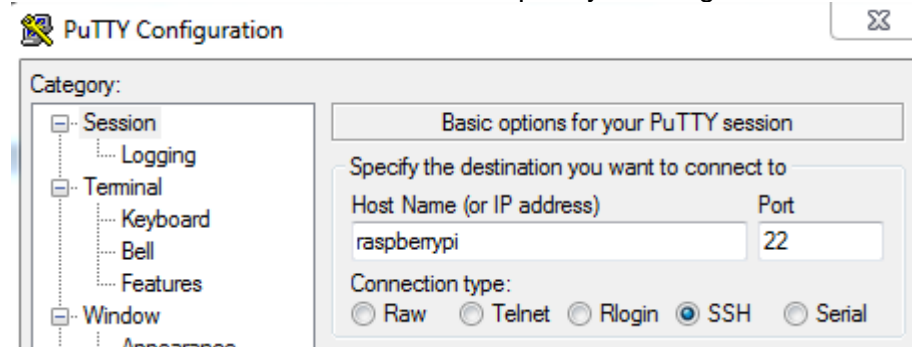 PuTTY Configuration
Category:
Session
Logging
Terminal
Keyboard
Bell
Features
Window
Basic options for your PuTTY session
Specify the destination you want to connect to
Host Name (or IP address) Port
raspberrypi 22
Connection type:
Raw Telnet Rlogin SSH Serial